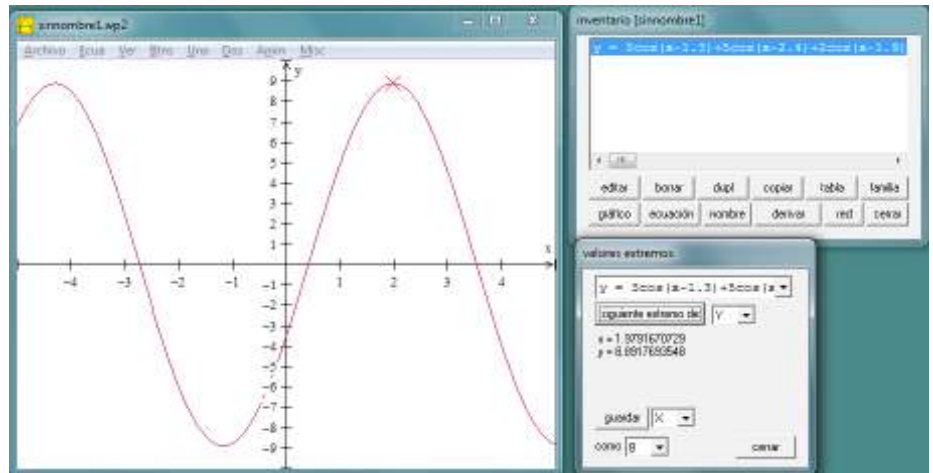 sinnombre1.wp2
Archivo Ecua Ver Btns Una Dos Anim Misc
y
9
8
7
6
5
4
3
2
1
x
-4 -3 -2 -1 1 2 3 4
-1
-2
-3
-4
-5
-6
-7
-8
-9
inventario [sinnombre1]
y = 3cos(x-1.3)+5cos(x-2.4)+2cos(x-1.9)
editar borrar dupl copiar tabla familia
gráfico ecuación nombre derivar red cerrar
valores extremos
y = 3cos(x-1.3)+5cos(x
siguiente extremo de: Y
x = 1.9791670729
y = 8.8917693548
guardar X
como B cerrar